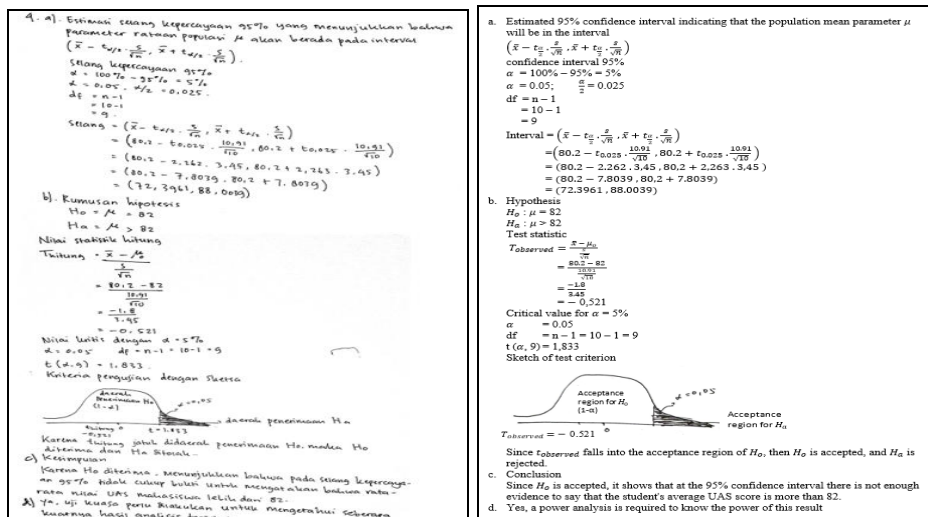 4. a). Estimasi selang kepercayaan 95% yang menunjukkan bahwa
parameter rataan populasi μ akan berada pada interval
(x̄ - tα/2 . s/√n, x̄ + tα/2 . s/√n).
Selang kepercayaan 95%
α = 100% - 95% = 5%
α = 0.05. α/2 = 0.025.
df = n-1
= 10-1
= 9.
Selang = (x̄ - tα/2 . s/√n, x̄ + tα/2 . s/√n)
= (80,2 - t0,025 . 10,91/√10, 80,2 + t0,025 . 10,91/√10)
= (80,2 - 2,262 . 3,45, 80,2 + 2,263 . 3.45)
= (80,2 - 7,8039 . 80,2 + 7,8039)
= (72,3961, 88,0039)
b). Rumusan hipotesis
Ho = μ = 82
Ha = μ > 82
Nilai statistik hitung
Thitung = x̄ - μo / s/√n
= 80,2 - 82 / 10,91/√10
= -1,8 / 3,45
= -0,521
Nilai kritis dengan α = 5%
α = 0,05 df = n-1 = 10-1 = 9
t (α,9) = 1,833.
Kriteria pengujian dengan Sketsa
daerah
Penerimaan Ho
(1-α)
α = 0,05
daerah penerimaan Ha
thitung
-0,521
0
t = 1,833
Karena thitung jatuh didaerah penerimaan Ho. maka Ho
diterima dan Ha ditolak.
c) Kesimpulan
Karena Ho diterima, menunjukkan bahwa pada selang kepercaya-
an 95% tidak cukup bukti untuk mengatakan bahwa rata-
rata nilai UAS mahasiswa lebih dari 82.
d) Ya, uji kuasa perlu dilakukan untuk mengetahui seberapa
kuatnya hasil analisis
a. Estimated 95% confidence interval indicating that the population mean parameter μ
will be in the interval
(x̄ - tα/2 . s/√n , x̄ + tα/2 . s/√n)
confidence interval 95%
α = 100% – 95% = 5%
α = 0.05; α/2 = 0.025
df = n – 1
= 10 – 1
= 9
Interval = (x̄ - tα/2 . s/√n , x̄ + tα/2 . s/√n)
=(80.2 – t0.025 . 10.91/√10 , 80.2 + t0.025 . 10.91/√10)
= (80.2 – 2.262 . 3,45 , 80,2 + 2,263 . 3,45 )
= (80.2 – 7.8039 , 80,2 + 7.8039)
= (72.3961 , 88.0039)
b. Hypothesis
Ho : μ = 82
Ha : μ > 82
Test statistic
Tobserved = x̄ - μo / s/√n
= 80.2 – 82 / 10.91/√10
= -1.8 / 3.45
= – 0,521
Critical value for α = 5%
α = 0.05
df = n – 1 = 10 – 1 = 9
t (α, 9) = 1,833
Sketch of test criterion
Acceptance
region for Ho
(1-α)
α = 0,05
Acceptance
region for Ha
0
Tobserved = – 0.521
Since tobserved falls into the acceptance region of Ho, then Ho is accepted, and Ha is
rejected.
c. Conclusion
Since Ho is accepted, it shows that at the 95% confidence interval there is not enough
evidence to say that the student's average UAS score is more than 82.
d. Yes, a power analysis is required to know the power of this result